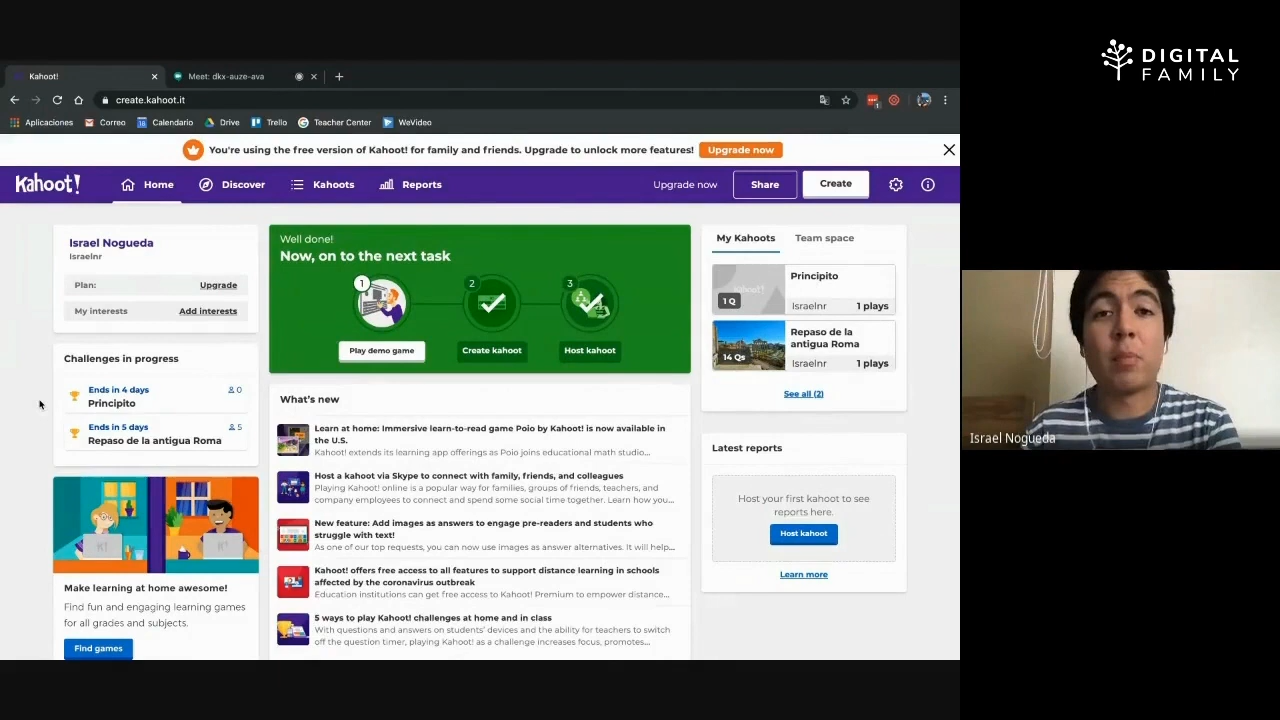 DIGITAL
FAMILY
Kahoot!
Meet: dkx-auze-ava
create.kahoot.it
Aplicaciones
Correo
Calendario
Drive
Trello
Teacher Center
WeVideo
You're using the free version of Kahoot! for family and friends. Upgrade to unlock more features!
Upgrade now
Kahoot!
Home
Discover
Kahoots
Reports
Upgrade now
Share
Create
Israel Nogueda
Israelnr
Plan:
Upgrade
My interests
Add interests
Challenges in progress
Ends in 4 days
0
Principito
Ends in 5 days
5
Repaso de la antigua Roma
Make learning at home awesome!
Find fun and engaging learning games
for all grades and subjects.
Find games
Well done!
Now, on to the next task
1
2
3
Play demo game
Create kahoot
Host kahoot
What's new
Learn at home: Immersive learn-to-read game Poio by Kahoot! is now available in
the U.S.
Kahoot! extends its learning app offerings as Poio joins educational math studio...
Host a kahoot via Skype to connect with family, friends, and colleagues
Playing Kahoot! online is a popular way for families, groups of friends, teachers, and
company employees to connect and spend some social time together. Learn how you...
New feature: Add images as answers to engage pre-readers and students who
struggle with text!
As one of our top requests, you can now use images as answer alternatives. It will help...
Kahoot! offers free access to all features to support distance learning in schools
affected by the coronavirus outbreak
Education institutions can get free access to Kahoot! Premium to empower distance...
5 ways to play Kahoot! challenges at home and in class
With questions and answers on students' devices and the ability for teachers to switch
off the question timer, playing Kahoot! as a challenge increases focus, promotes...
My Kahoots
Team space
Principito
1 Q
Israelnr
1 plays
Repaso de la
antigua Roma
14 Qs
Israelnr
1 plays
See all (2)
Latest reports
Host your first kahoot to see
reports here.
Host kahoot
Learn more
Israel Nogueda